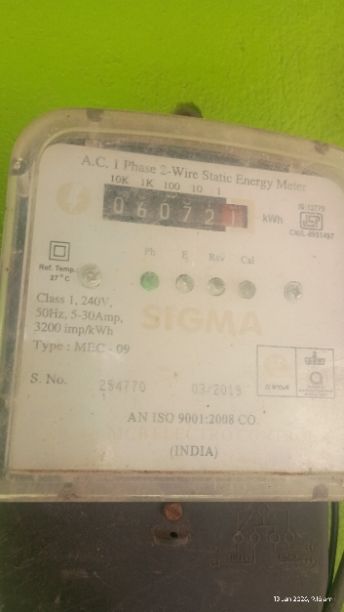 A.C. 1 Phase 2-Wire Static Energy Meter
10K 1K 100 10 1
060721 kWh
IS:13779
Ref. Temp.
27°C
Ph E Rev Cal
Class 1, 240V,
50Hz, 5-30Amp,
3200 imp/kWh
SIGMA
Type : MEC - 09
S. No. 254770 03/2019
AN ISO 9001:2008 CO.
(INDIA)